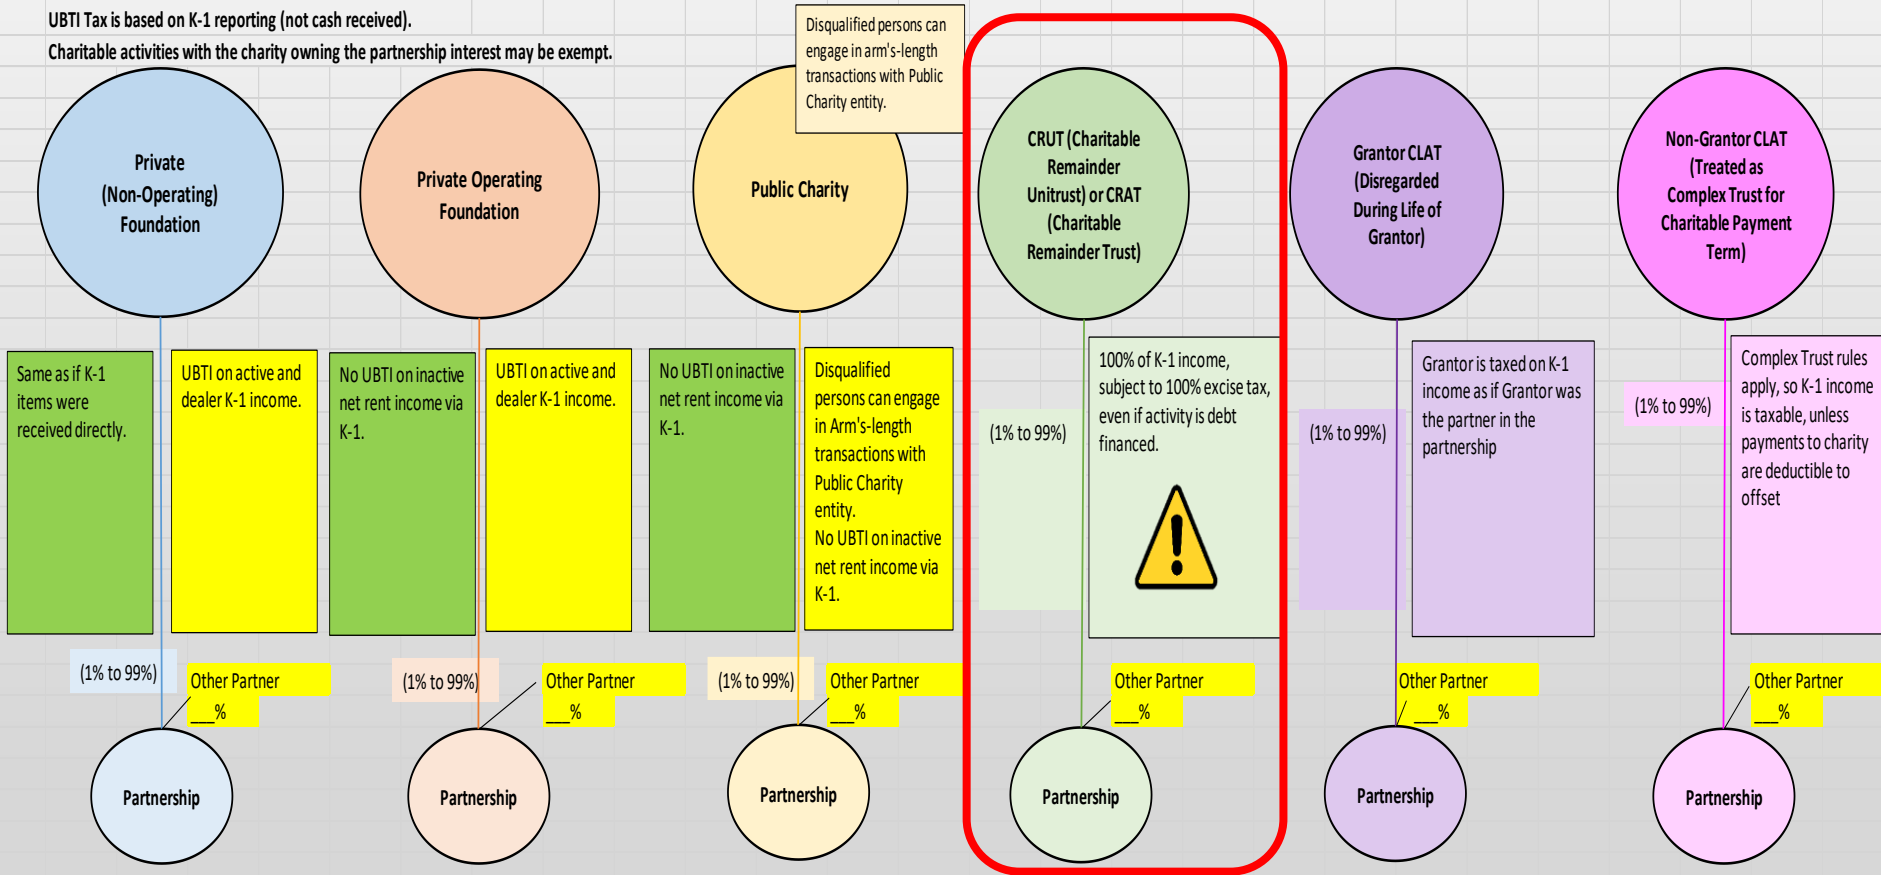 UBTI Tax is based on K-1 reporting (not cash received).
Charitable activities with the charity owning the partnership interest may be exempt.
Disqualified persons can
engage in arm's-length
transactions with Public
Charity entity.
Private
(Non-Operating)
Foundation
Private Operating
Foundation
Public Charity
CRUT (Charitable
Remainder
Unitrust) or CRAT
(Charitable
Remainder Trust)
Grantor CLAT
(Disregarded
During Life of
Grantor)
Non-Grantor CLAT
(Treated as
Complex Trust for
Charitable Payment
Term)
Same as if K-1
items were
received directly.
UBTI on active and
dealer K-1 income.
No UBTI on inactive
net rent income via
K-1.
UBTI on active and
dealer K-1 income.
No UBTI on inactive
net rent income via
K-1.
Disqualified
persons can engage
in Arm's-length
transactions with
Public Charity
entity.
No UBTI on inactive
net rent income via
K-1.
(1% to 99%)
100% of K-1 income,
subject to 100% excise tax,
even if activity is debt
financed.
(1% to 99%)
Grantor is taxed on K-1
income as if Grantor was
the partner in the
partnership
(1% to 99%)
Complex Trust rules
apply, so K-1 income
is taxable, unless
payments to charity
are deductible to
offset
(1% to 99%)
Other Partner
___%
(1% to 99%)
Other Partner
___%
(1% to 99%)
Other Partner
___%
Other Partner
___%
Other Partner
___%
Other Partner
___%
Partnership
Partnership
Partnership
Partnership
Partnership
Partnership